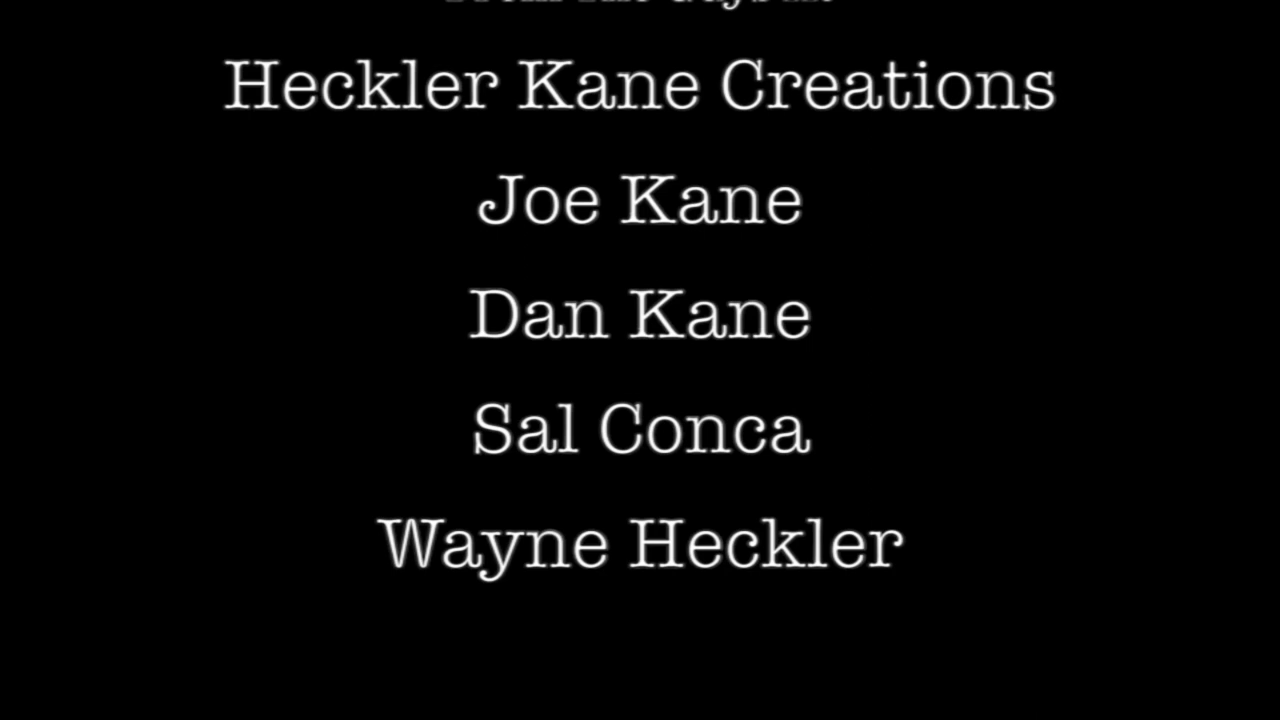 Heckler Kane Creations
Joe Kane
Dan Kane
Sal Conca
Wayne Heckler